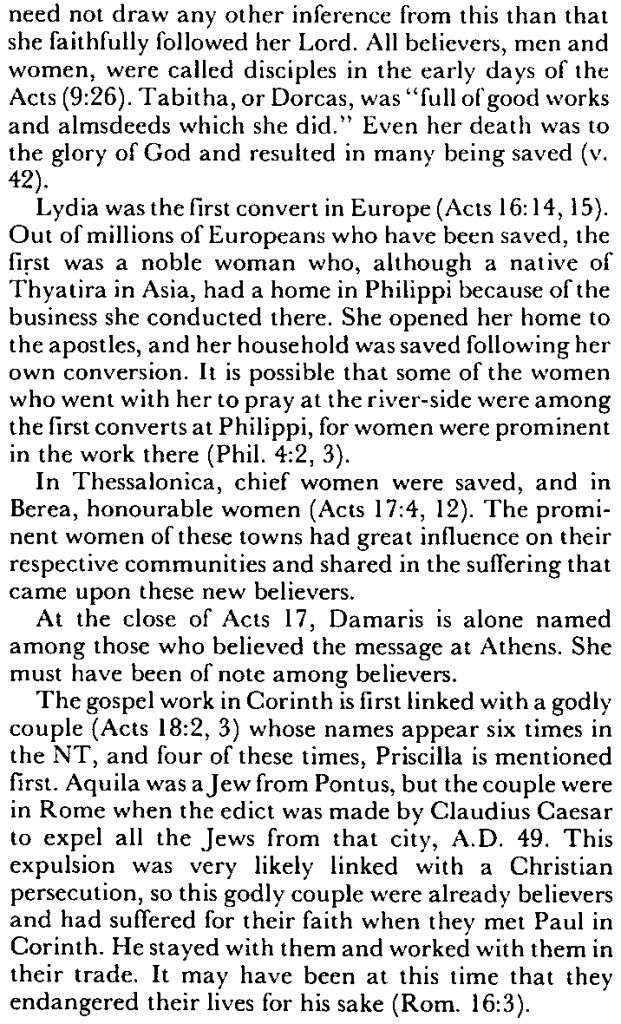 need not draw any other inference from this than that
she faithfully followed her Lord. All believers, men and
women, were called disciples in the early days of the
Acts (9:26). Tabitha, or Dorcas, was “full of good works
and almsdeeds which she did.” Even her death was to
the glory of God and resulted in many being saved (v.
42).
Lydia was the first convert in Europe (Acts 16:14, 15).
Out of millions of Europeans who have been saved, the
first was a noble woman who, although a native of
Thyatira in Asia, had a home in Philippi because of the
business she conducted there. She opened her home to
the apostles, and her household was saved following her
own conversion. It is possible that some of the women
who went with her to pray at the river-side were among
the first converts at Philippi, for women were prominent
in the work there (Phil. 4:2, 3).
In Thessalonica, chief women were saved, and in
Berea, honourable women (Acts 17:4, 12). The promi-
nent women of these towns had great influence on their
respective communities and shared in the suffering that
came upon these new believers.
At the close of Acts 17, Damaris is alone named
among those who believed the message at Athens. She
must have been of note among believers.
The gospel work in Corinth is first linked with a godly
couple (Acts 18:2, 3) whose names appear six times in
the NT, and four of these times, Priscilla is mentioned
first. Aquila was a Jew from Pontus, but the couple were
in Rome when the edict was made by Claudius Caesar
to expel all the Jews from that city, A.D. 49. This
expulsion was very likely linked with a Christian
persecution, so this godly couple were already believers
and had suffered for their faith when they met Paul in
Corinth. He stayed with them and worked with them in
their trade. It may have been at this time that they
endangered their lives for his sake (Rom. 16:3).